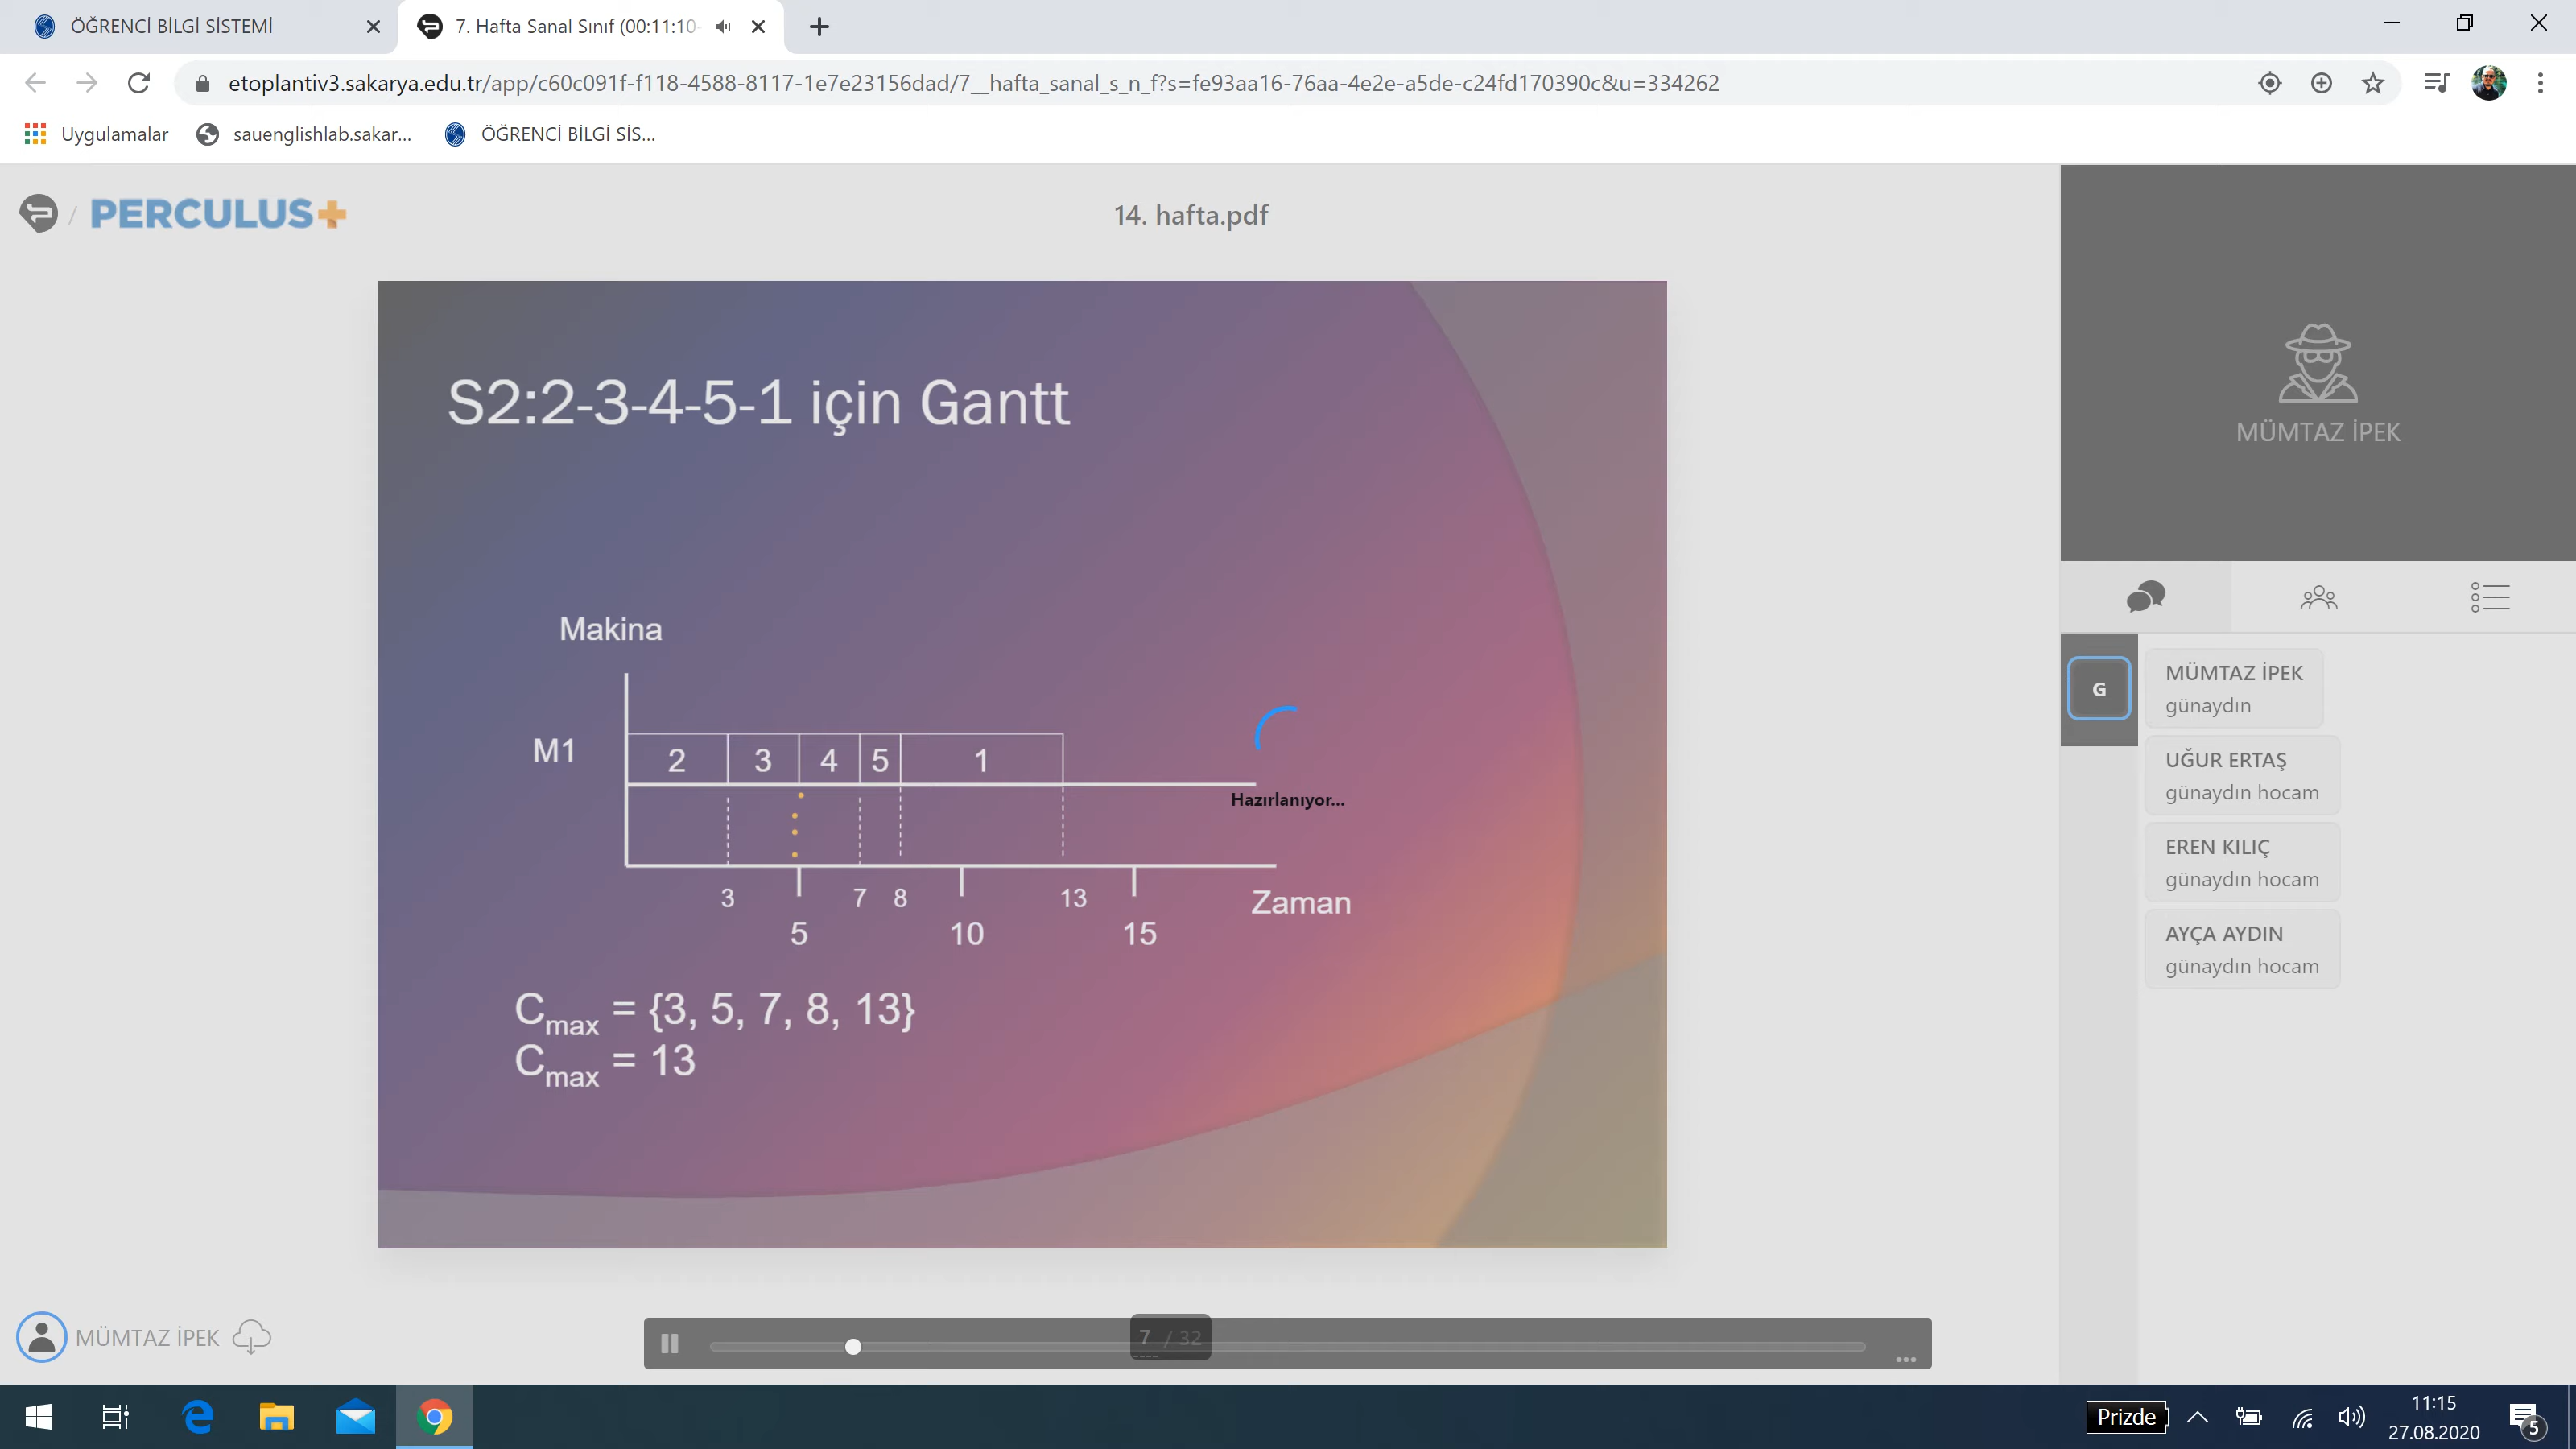 ÖĞRENCİ BİLGİ SİSTEMİ
7. Hafta Sanal Sınıf (00:11:10-
etoplantiv3.sakarya.edu.tr/app/c60c091f-f118-4588-8117-1e7e23156dad/7__hafta_sanal_s_n_f?s=fe93aa16-76aa-4e2e-a5de-c24fd170390c&u=334262
Uygulamalar
sauenglishlab.sakar...
ÖĞRENCİ BİLGİ SİS...
/ PERCULUS+
14. hafta.pdf
S2:2-3-4-5-1 için Gantt
Makina
M1
2 3 4 5 1
Hazırlanıyor...
3 7 8 13
Zaman
5 10 15
Cmax = {3, 5, 7, 8, 13}
Cmax = 13
MÜMTAZ İPEK
G
MÜMTAZ İPEK
günaydın
UĞUR ERTAŞ
günaydın hocam
EREN KILIÇ
günaydın hocam
AYÇA AYDIN
günaydın hocam
MÜMTAZ İPEK
7 / 32
Prizde
11:15
27.08.2020
5